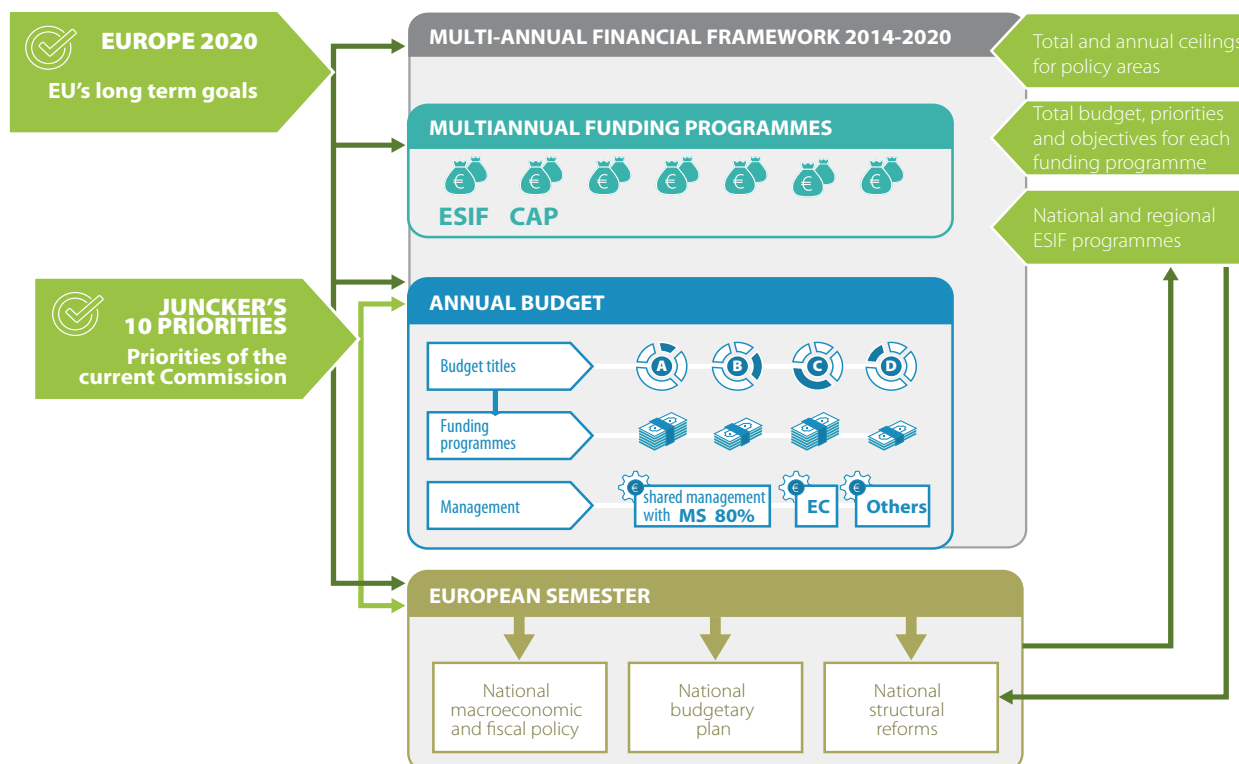 EUROPE 2020
EU's long term goals
MULTI-ANNUAL FINANCIAL FRAMEWORK 2014-2020
Total and annual ceilings
for policy areas
MULTIANNUAL FUNDING PROGRAMMES
€ € € € € € €
ESIF CAP
Total budget, priorities
and objectives for each
funding programme
National and regional
ESIF programmes
JUNCKER'S
10 PRIORITIES
Priorities of the
current Commission
ANNUAL BUDGET
Budget titles
A B C D
Funding
programmes
Management
€ € €
shared management
with MS 80%
EC
Others
EUROPEAN SEMESTER
National
macroeconomic
and fiscal policy
National
budgetary
plan
National
structural
reforms